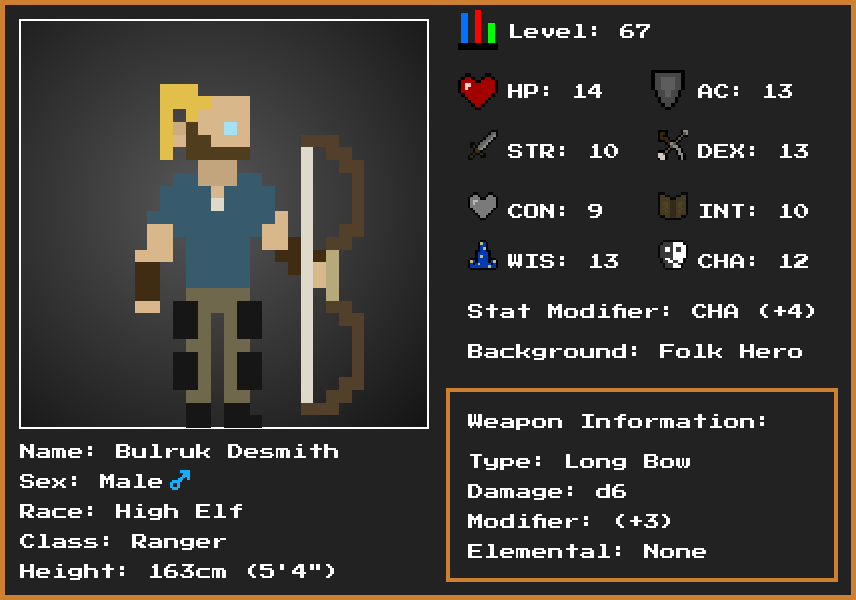 Level: 67
HP: 14
AC: 13
STR: 10
DEX: 13
CON: 9
INT: 10
WIS: 13
CHA: 12
Stat Modifier: CHA (+4)
Background: Folk Hero
Weapon Information:
Type: Long Bow
Damage: d6
Modifier: (+3)
Elemental: None
Name: Bulruk Desmith
Sex: Male♂
Race: High Elf
Class: Ranger
Height: 163cm (5'4")